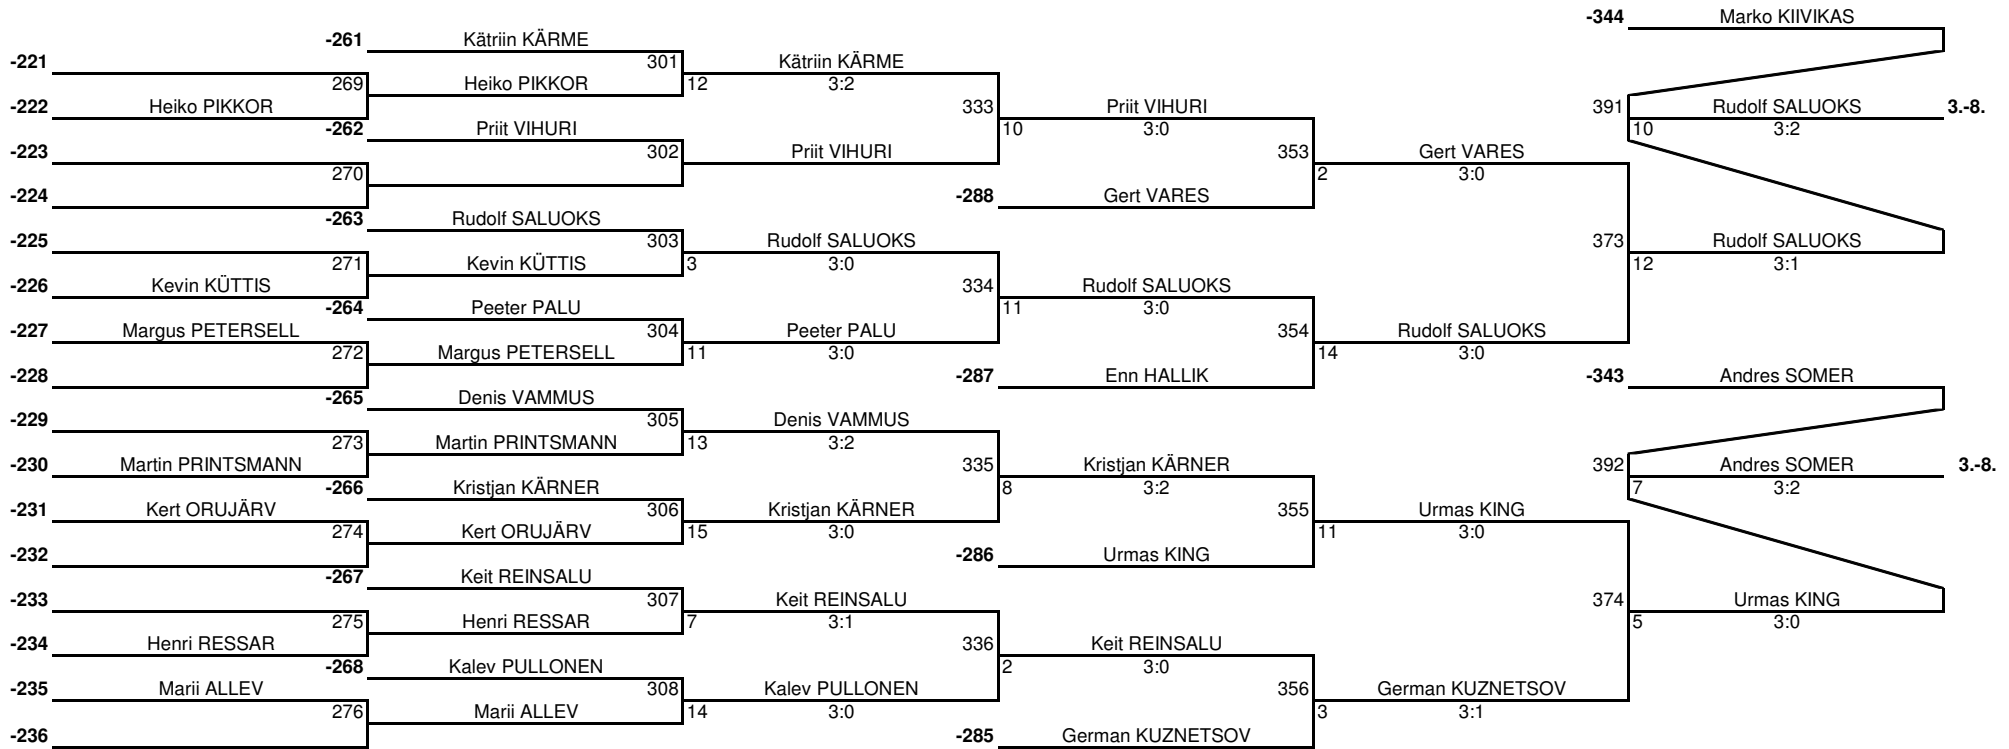 -344 Marko KIIVIKAS
-261 Kätriin KÄRME
-221 301 Kätriin KÄRME
269 Heiko PIKKOR 12 3:2
-222 Heiko PIKKOR 333 Priit VIHURI 391 Rudolf SALUOKS 3.-8.
-262 Priit VIHURI 10 3:0 10 3:2
-223 302 Priit VIHURI 353 Gert VARES
270 2 3:0
-224 -288 Gert VARES
-263 Rudolf SALUOKS
-225 303 Rudolf SALUOKS 373 Rudolf SALUOKS
271 Kevin KÜTTIS 3 3:0 12 3:1
-226 Kevin KÜTTIS 334 Rudolf SALUOKS
-264 Peeter PALU 11 3:0
-227 Margus PETERSELL 304 Peeter PALU 354 Rudolf SALUOKS
272 Margus PETERSELL 11 3:0 14 3:0
-228 -287 Enn HALLIK -343 Andres SOMER
-265 Denis VAMMUS
-229 305 Denis VAMMUS
273 Martin PRINTSMANN 13 3:2
-230 Martin PRINTSMANN 335 Kristjan KÄRNER 392 Andres SOMER 3.-8.
-266 Kristjan KÄRNER 8 3:2 7 3:2
-231 Kert ORUJÄRV 306 Kristjan KÄRNER 355 Urmas KING
274 Kert ORUJÄRV 15 3:0 11 3:0
-232 -286 Urmas KING
-267 Keit REINSALU
-233 307 Keit REINSALU 374 Urmas KING
275 Henri RESSAR 7 3:1 5 3:0
-234 Henri RESSAR 336 Keit REINSALU
-268 Kalev PULLONEN 2 3:0
-235 Marii ALLEV 308 Kalev PULLONEN 356 German KUZNETSOV
276 Marii ALLEV 14 3:0 3 3:1
-236 -285 German KUZNETSOV